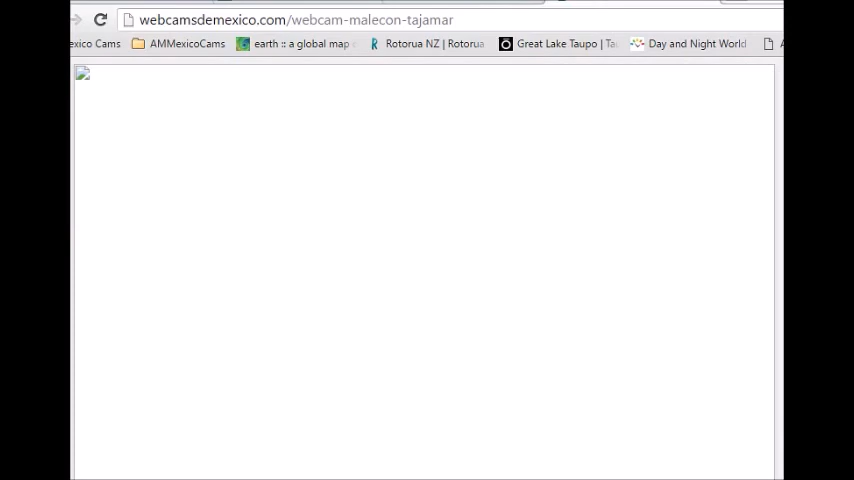 webcamsdemexico.com/webcam-malecon-tajamar
exico Cams AMMexicoCams earth :: a global map Rotorua NZ | Rotorua Great Lake Taupo | Ta Day and Night World